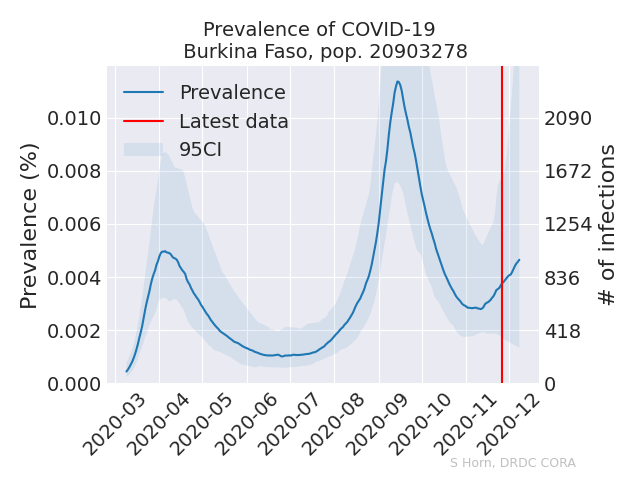 Prevalence of COVID-19
Burkina Faso, pop. 20903278
Prevalence
Latest data
95CI
Prevalence (%)
0.010
0.008
0.006
0.004
0.002
0.000
2090
1672
1254
836
418
0
# of infections
2020-03
2020-04
2020-05
2020-06
2020-07
2020-08
2020-09
2020-10
2020-11
2020-12
S Horn, DRDC CORA